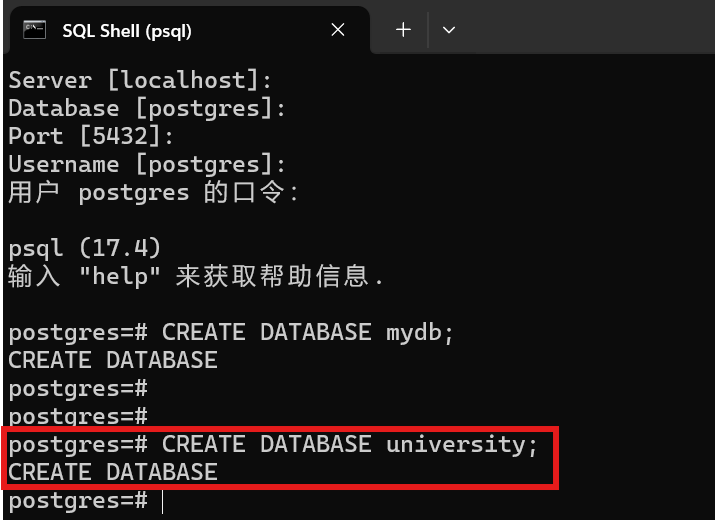 SQL Shell (psql)
Server [localhost]:
Database [postgres]:
Port [5432]:
Username [postgres]:
用户 postgres 的口令：
psql (17.4)
输入 "help" 来获取帮助信息.
postgres=# CREATE DATABASE mydb;
CREATE DATABASE
postgres=#
postgres=#
postgres=# CREATE DATABASE university;
CREATE DATABASE
postgres=#